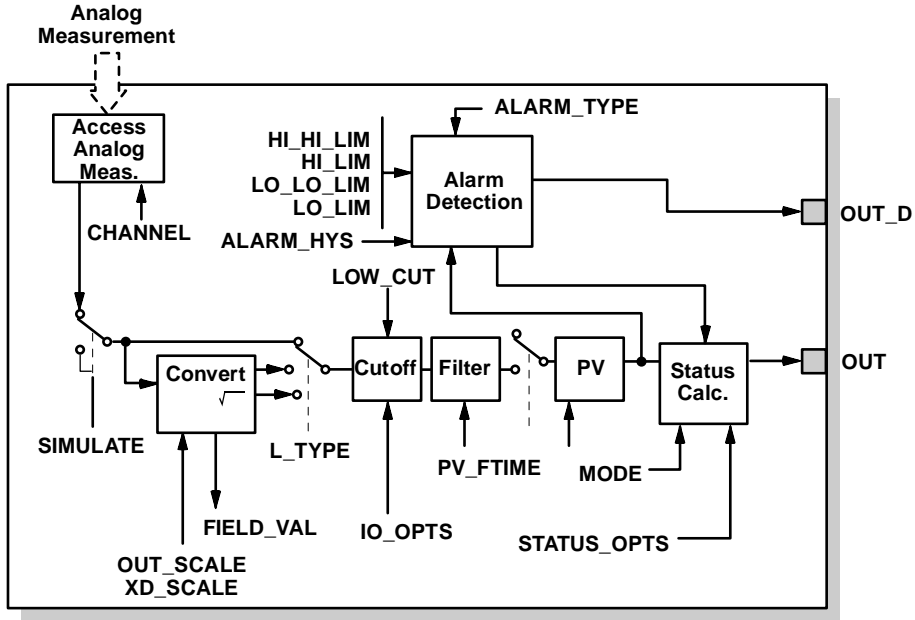 Analog
Measurement
Access
Analog
Meas.
CHANNEL
HI_HI_LIM
HI_LIM
LO_LO_LIM
LO_LIM
ALARM_HYS
ALARM_TYPE
Alarm
Detection
OUT_D
LOW_CUT
Convert
√
Cutoff
Filter
PV
Status
Calc.
OUT
SIMULATE
L_TYPE
PV_FTIME
MODE
FIELD_VAL
IO_OPTS
STATUS_OPTS
OUT_SCALE
XD_SCALE